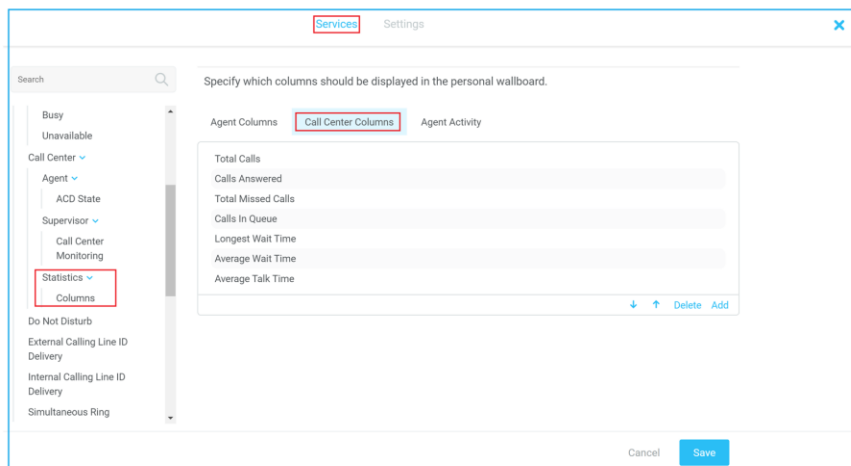 Services Settings
Search
Busy
Unavailable
Call Center
Agent
ACD State
Supervisor
Call Center
Monitoring
Statistics
Columns
Do Not Disturb
External Calling Line ID
Delivery
Internal Calling Line ID
Delivery
Simultaneous Ring
Specify which columns should be displayed in the personal wallboard.
Agent Columns Call Center Columns Agent Activity
Total Calls
Calls Answered
Total Missed Calls
Calls In Queue
Longest Wait Time
Average Wait Time
Average Talk Time
Delete Add
Cancel Save